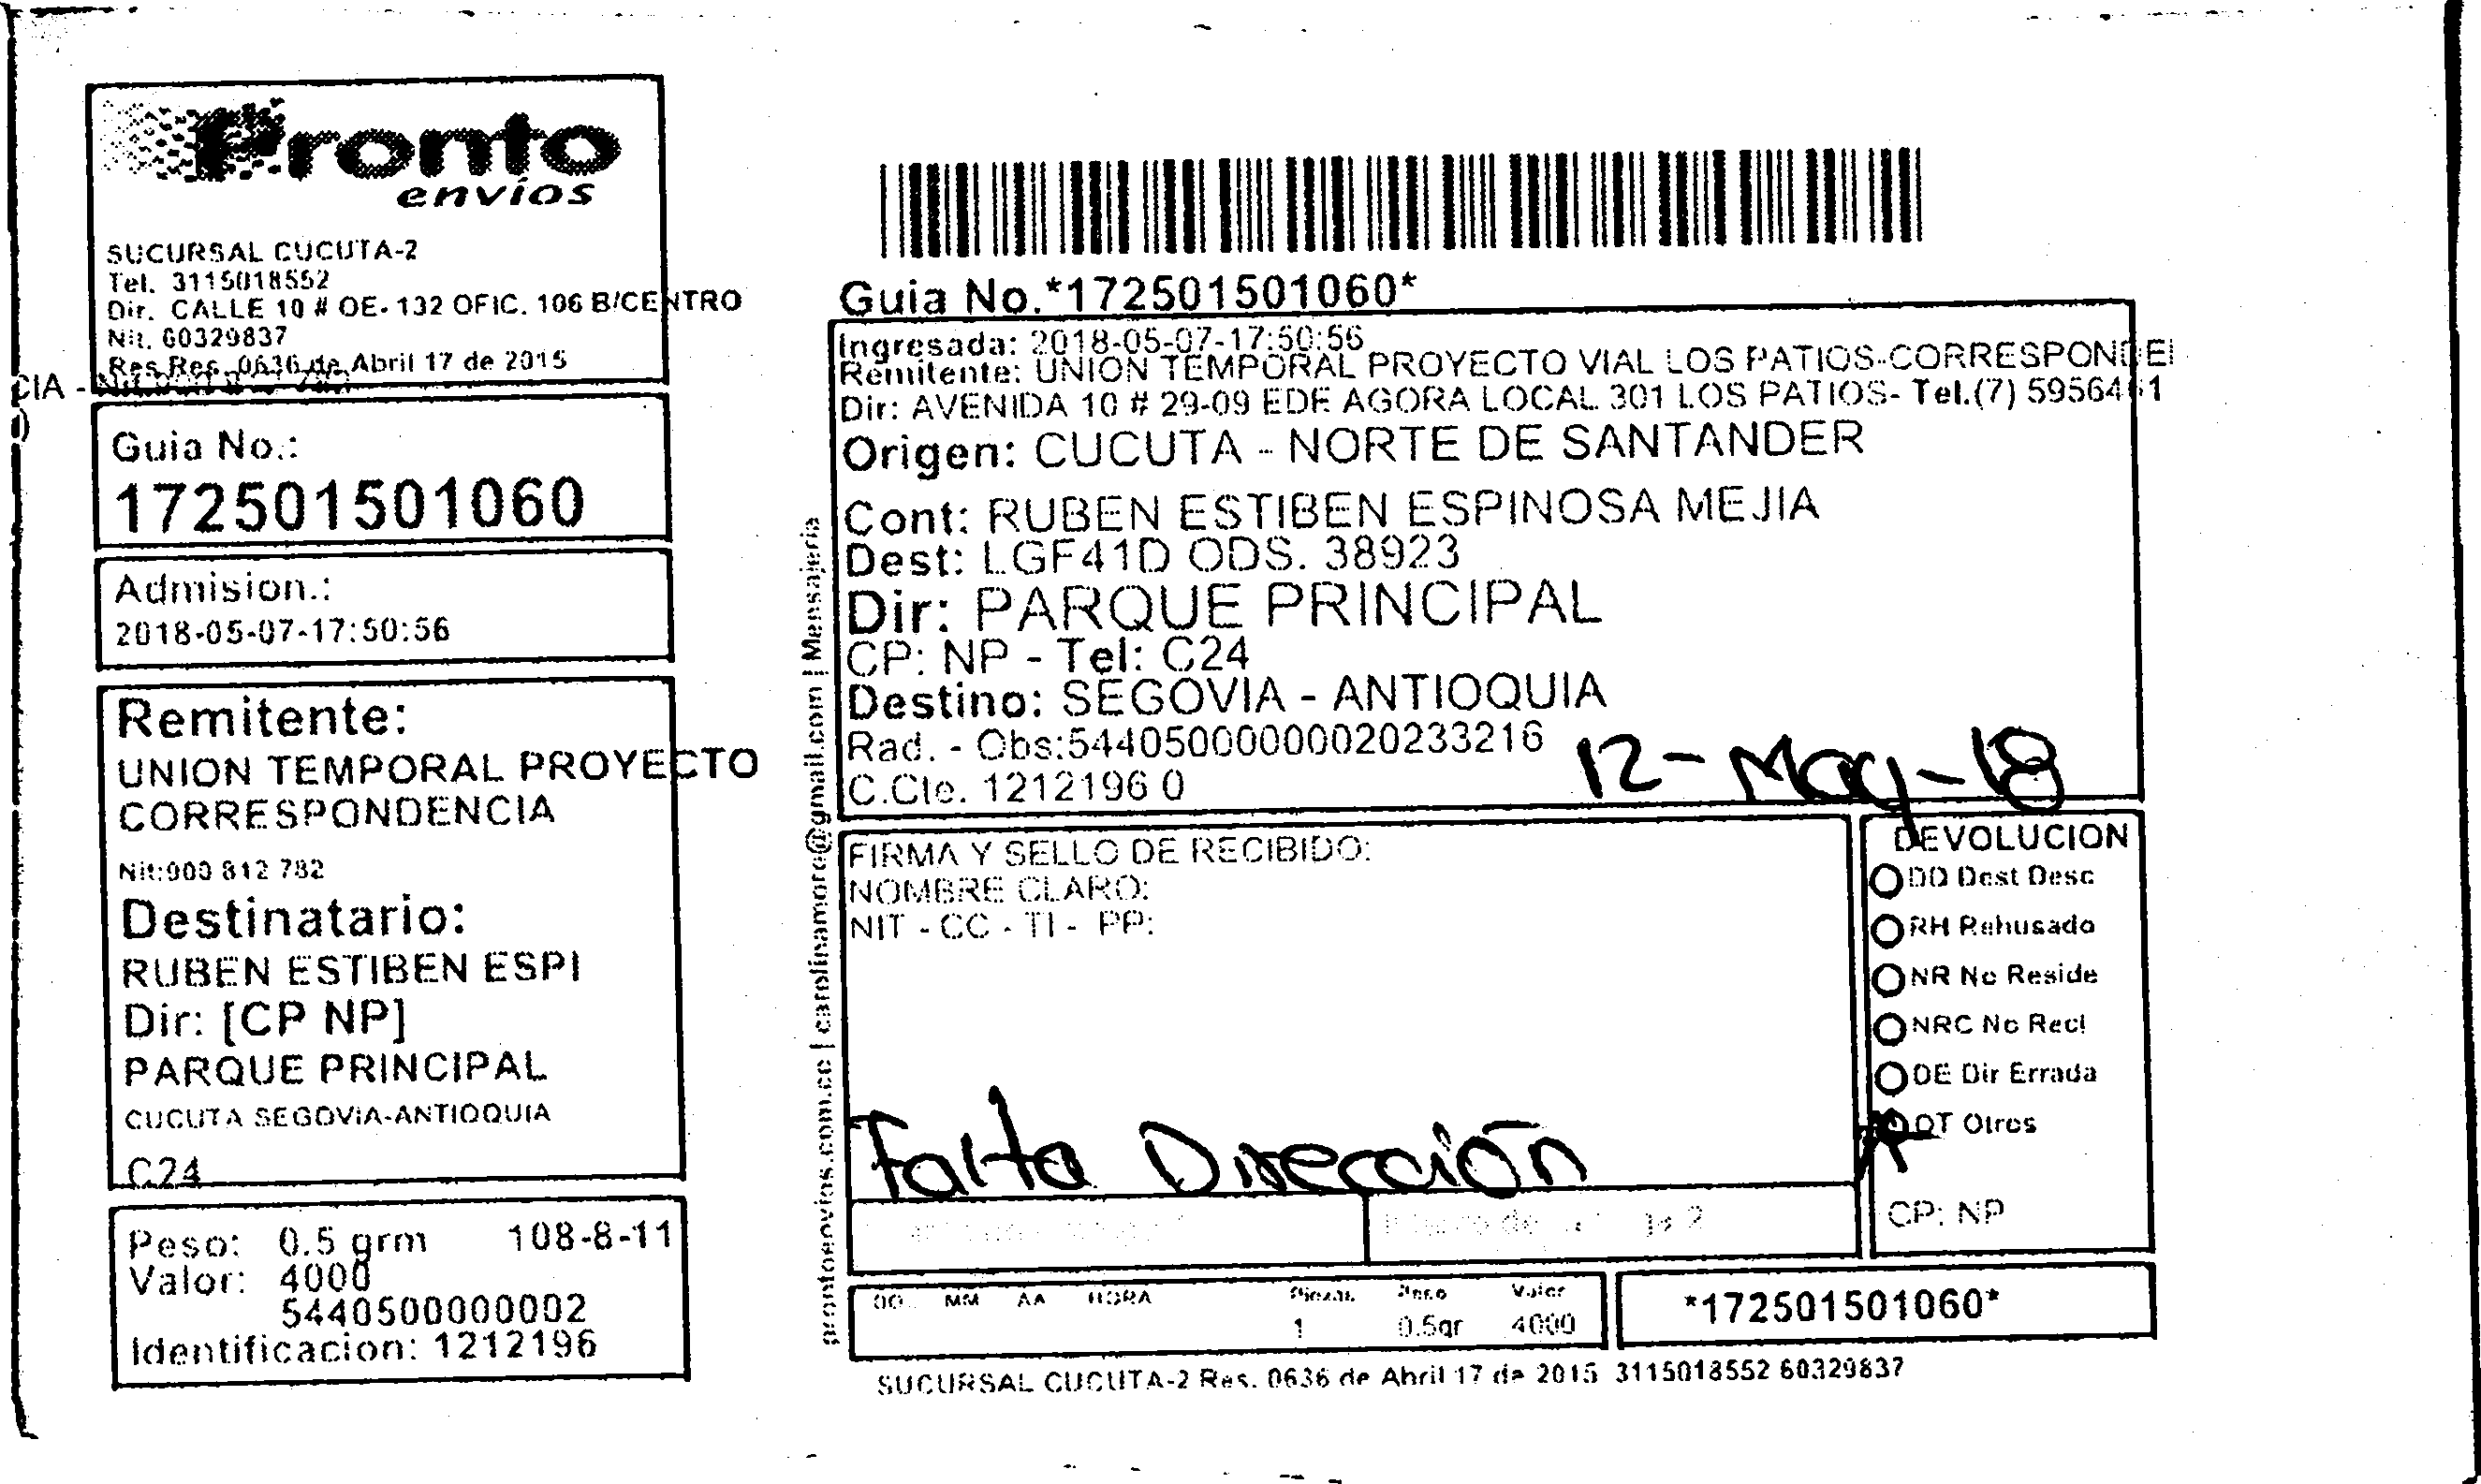 Pronto
envíos
SUCURSAL CUCUTA-2
Tel. 3115018552
Dir. CALLE 10 # OE- 132 OFIC. 106 B/CENTRO
Nit. 60329837
Res Res. 0636 de Abril 17 de 2015
CIA - Nit
Guia No.:
172501501060
Admision.:
2018-05-07-17:50:56
Remitente:
UNION TEMPORAL PROYECTO
CORRESPONDENCIA
Nit:900 812 782
Destinatario:
RUBEN ESTIBEN ESPI
Dir: [CP NP]
PARQUE PRINCIPAL
CUCUTA SEGOVIA-ANTIOQUIA
C24
Peso: 0.5 grm 108-8-11
Valor: 4000
5440500000002
Identificacion: 1212196
prontoenvios.com.co | carolinamore@gmail.com | Mensajeria
Guia No.*172501501060*
Ingresada: 2018-05-07-17:50:56
Remitente: UNION TEMPORAL PROYECTO VIAL LOS PATIOS-CORRESPONDEI
Dir: AVENIDA 10 # 29-09 EDF AGORA LOCAL 301 LOS PATIOS- Tel.(7) 5956461
Origen: CUCUTA - NORTE DE SANTANDER
Cont: RUBEN ESTIBEN ESPINOSA MEJIA
Dest: LGF41D ODS. 38923
Dir: PARQUE PRINCIPAL
CP: NP - Tel: C24
Destino: SEGOVIA - ANTIOQUIA
Rad. - Obs:544050000000020233216
C.Cte. 1212196 0
12-May-18
FIRMA Y SELLO DE RECIBIDO:
NOMBRE CLARO:
NIT - CC - TI - PP:
Falta Dirección
DEVOLUCION
DD Dest Desc
RH Rehusado
NR No Reside
NRC No Recl
DE Dir Errada
OT Otros
CP: NP
DD MM AA HORA Piezas Peso Valor
1 0.5gr 4000
*172501501060*
SUCURSAL CUCUTA-2 Res. 0636 de Abril 17 de 2015 3115018552 60329837